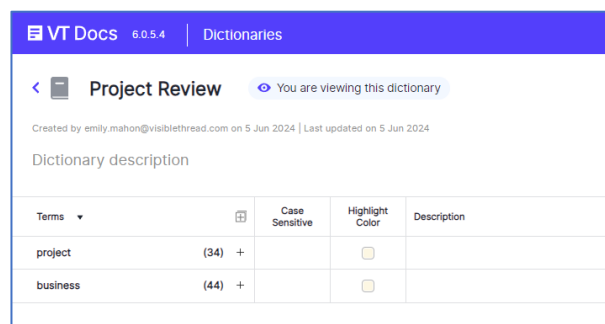 VT Docs 6.0.5.4 Dictionaries
Project Review You are viewing this dictionary
Created by emily.mahon@visiblethread.com on 5 Jun 2024 | Last updated on 5 Jun 2024
Dictionary description
Terms Case Sensitive Highlight Color Description
project (34) +
business (44) +